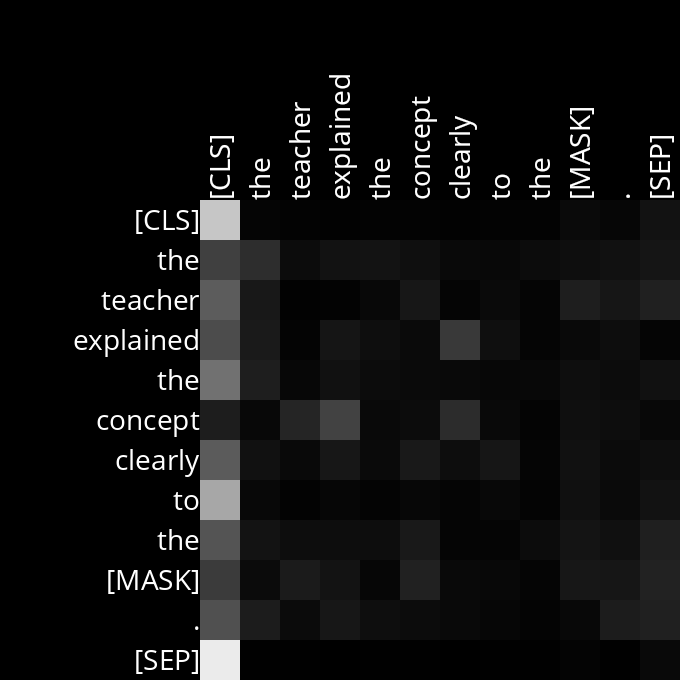 [CLS] the teacher explained the concept clearly to the [MASK] . [SEP]
[CLS]
the
teacher
explained
the
concept
clearly
to
the
[MASK]
.
[SEP]